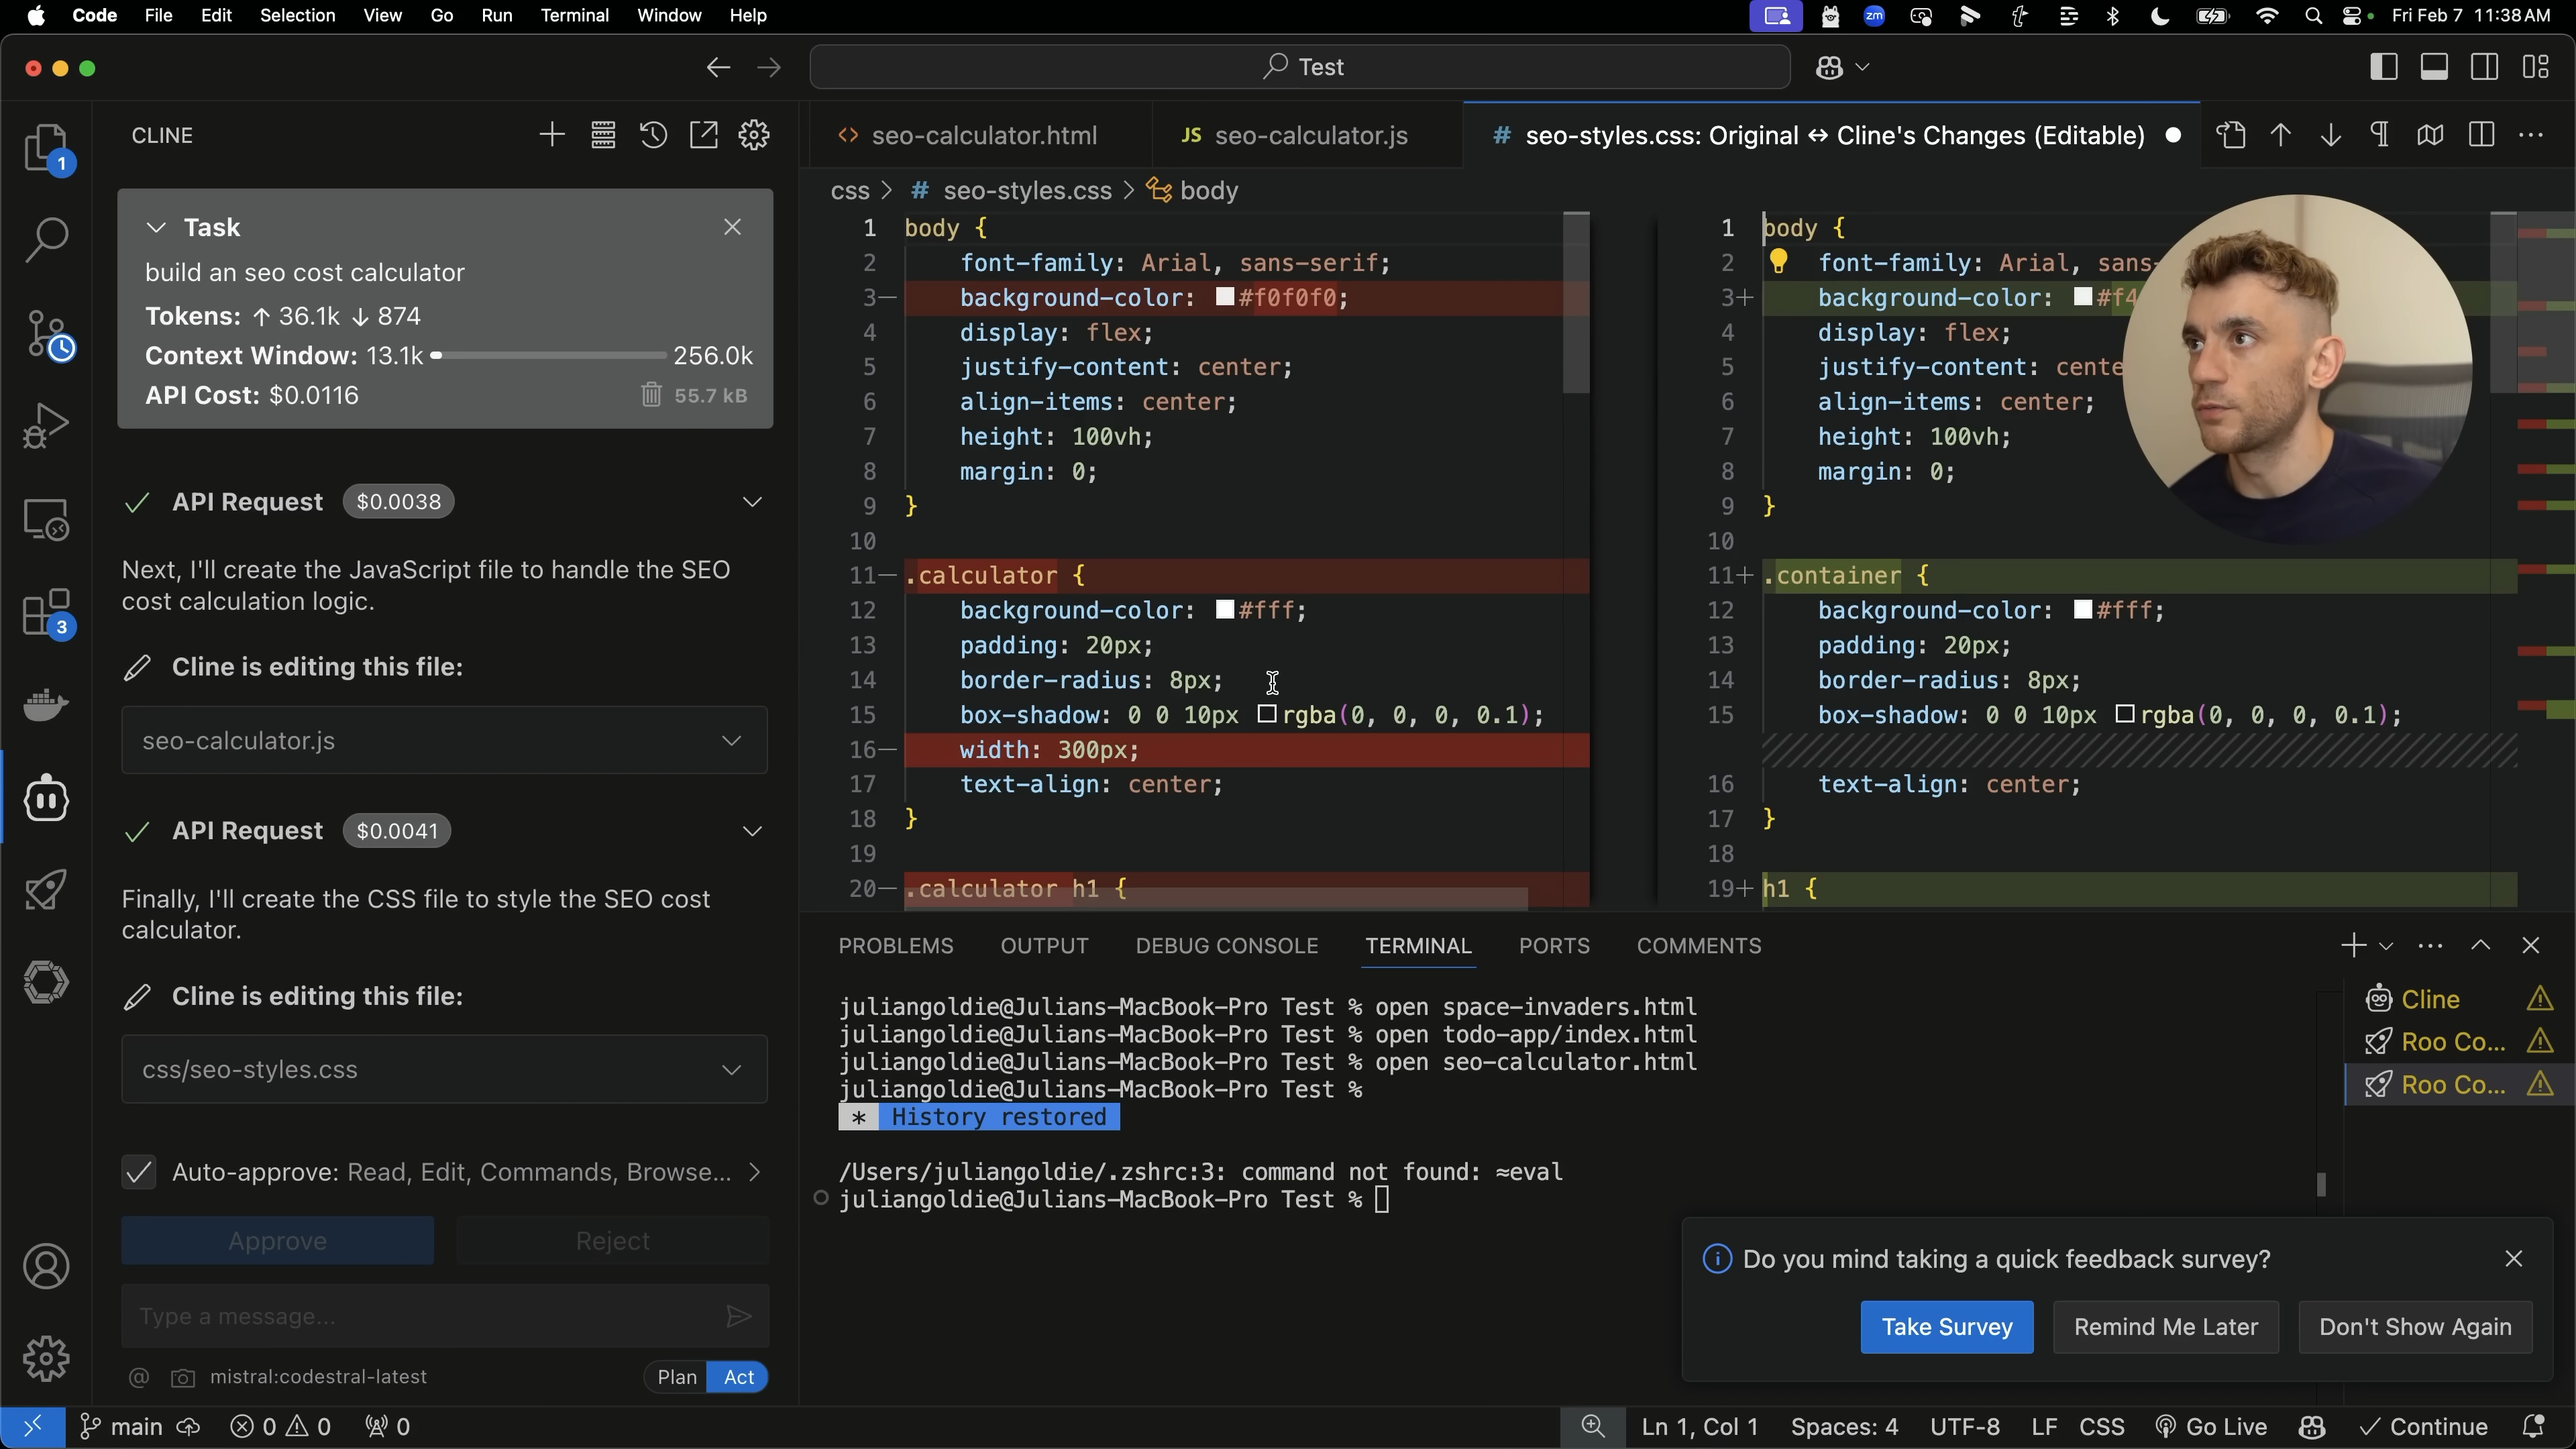 Code File Edit Selection View Go Run Terminal Window Help
zm
Fri Feb 7 11:38 AM
Test
CLINE
Task
build an seo cost calculator
Tokens: ↑ 36.1k ↓ 874
Context Window: 13.1k 256.0k
API Cost: $0.0116 55.7 kB
API Request $0.0038
Next, I'll create the JavaScript file to handle the SEO
cost calculation logic.
Cline is editing this file:
seo-calculator.js
API Request $0.0041
Finally, I'll create the CSS file to style the SEO cost
calculator.
Cline is editing this file:
css/seo-styles.css
Auto-approve: Read, Edit, Commands, Browse...
Approve Reject
Type a message...
@ mistral:codestral-latest Plan Act
1
3
<> seo-calculator.html JS seo-calculator.js # seo-styles.css: Original ↔ Cline's Changes (Editable)
css > # seo-styles.css > body
1 body {
2 font-family: Arial, sans-serif;
3— background-color: #f0f0f0;
4 display: flex;
5 justify-content: center;
6 align-items: center;
7 height: 100vh;
8 margin: 0;
9 }
10
11— .calculator {
12 background-color: #fff;
13 padding: 20px;
14 border-radius: 8px;
15 box-shadow: 0 0 10px rgba(0, 0, 0, 0.1);
16— width: 300px;
17 text-align: center;
18 }
19
20— .calculator h1 {
1 body {
2 font-family: Arial, sans-
3+ background-color: #f4
4 display: flex;
5 justify-content: cente
6 align-items: center;
7 height: 100vh;
8 margin: 0;
9 }
10
11+ .container {
12 background-color: #fff;
13 padding: 20px;
14 border-radius: 8px;
15 box-shadow: 0 0 10px rgba(0, 0, 0, 0.1);
16 text-align: center;
17 }
18
19+ h1 {
PROBLEMS OUTPUT DEBUG CONSOLE TERMINAL PORTS COMMENTS
juliangoldie@Julians-MacBook-Pro Test % open space-invaders.html
juliangoldie@Julians-MacBook-Pro Test % open todo-app/index.html
juliangoldie@Julians-MacBook-Pro Test % open seo-calculator.html
juliangoldie@Julians-MacBook-Pro Test %
* History restored
/Users/juliangoldie/.zshrc:3: command not found: ≈eval
juliangoldie@Julians-MacBook-Pro Test %
Cline
Roo Co...
Roo Co...
Do you mind taking a quick feedback survey?
Take Survey Remind Me Later Don't Show Again
main 0 0 0
Ln 1, Col 1 Spaces: 4 UTF-8 LF CSS Go Live Continue